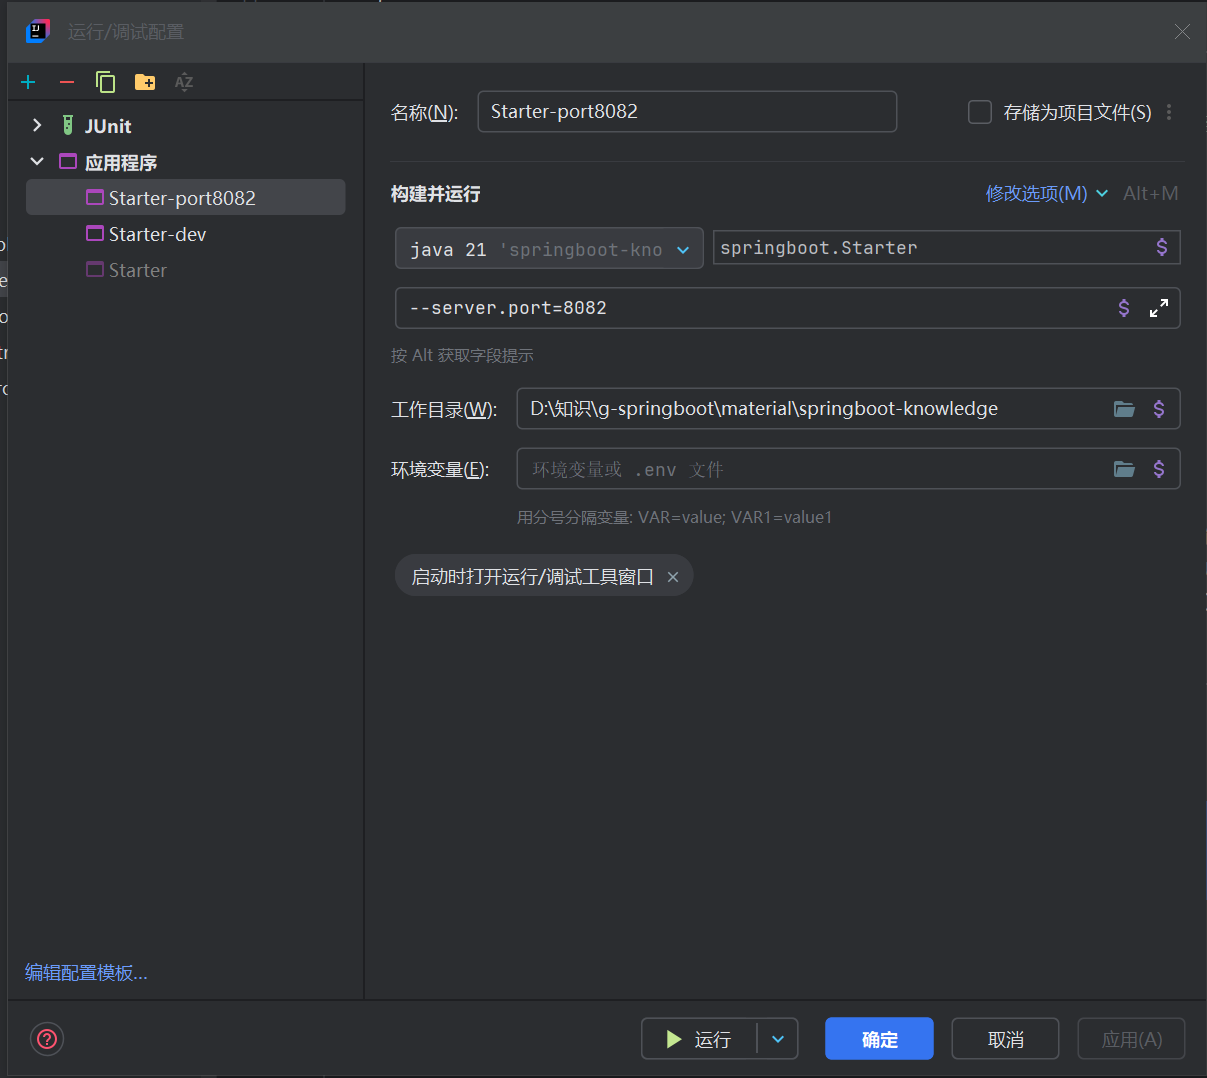 运行/调试配置
AZ
JUnit
应用程序
Starter-port8082
Starter-dev
Starter
编辑配置模板...
名称(N):
Starter-port8082
存储为项目文件(S)
构建并运行
修改选项(M) Alt+M
java 21 'springboot-kno
springboot.Starter
--server.port=8082
按 Alt 获取字段提示
工作目录(W):
D:\知识\g-springboot\material\springboot-knowledge
环境变量(E):
环境变量或 .env 文件
用分号分隔变量: VAR=value; VAR1=value1
启动时打开运行/调试工具窗口
运行
确定
取消
应用(A)